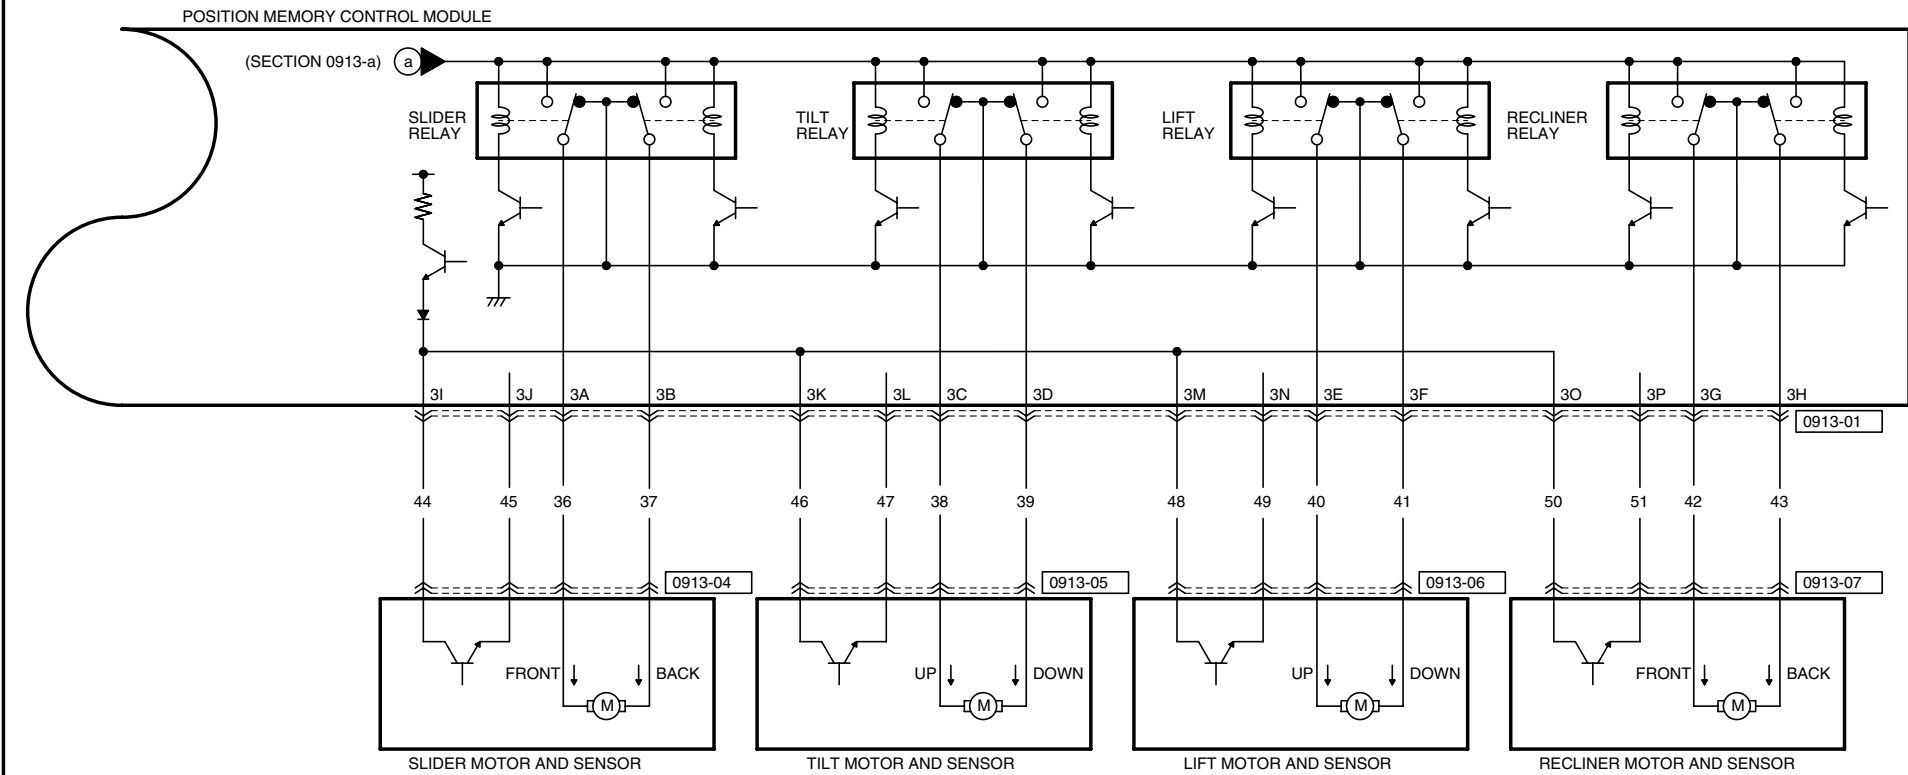 POSITION MEMORY CONTROL MODULE
(SECTION 0913-a) a
SLIDER
RELAY
TILT
RELAY
LIFT
RELAY
RECLINER
RELAY
3I 3J 3A 3B 3K 3L 3C 3D 3M 3N 3E 3F 3O 3P 3G 3H
0913-01
44 45 36 37 46 47 38 39 48 49 40 41 50 51 42 43
0913-04 0913-05 0913-06 0913-07
FRONT BACK UP DOWN UP DOWN FRONT BACK
M M M M
SLIDER MOTOR AND SENSOR TILT MOTOR AND SENSOR LIFT MOTOR AND SENSOR RECLINER MOTOR AND SENSOR